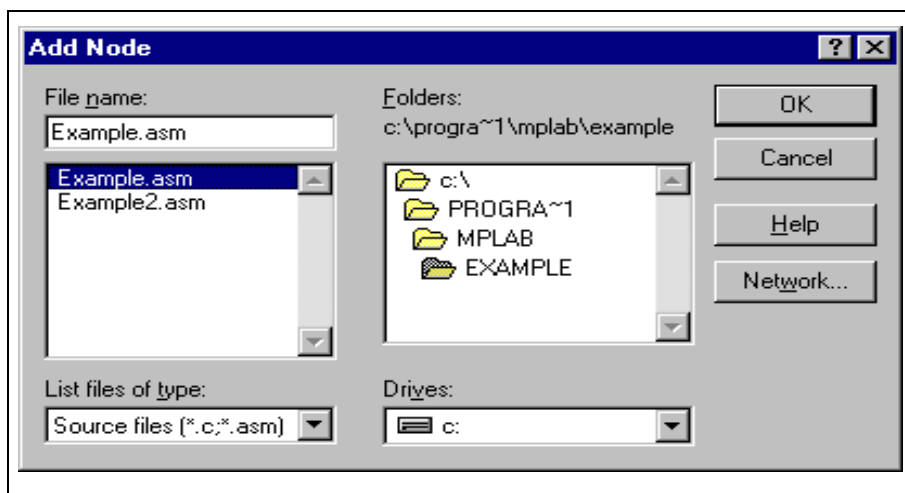 Add Node
File name:
Example.asm
Example.asm
Example2.asm
List files of type:
Source files (*.c;*.asm)
Folders:
c:\progra~1\mplab\example
c:\
PROGRA~1
MPLAB
EXAMPLE
Drives:
c:
OK
Cancel
Help
Network...